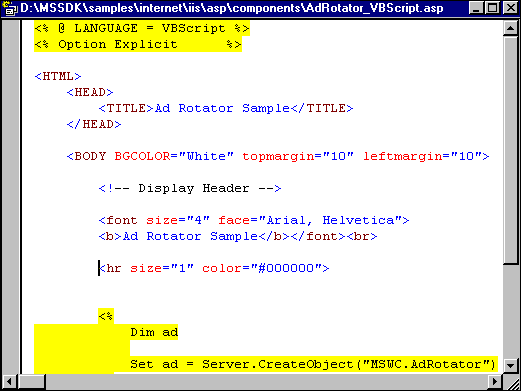 D:\MSSDK\samples\internet\iis\asp\components\AdRotator_VBScript.asp
<% @ LANGUAGE = VBScript %>
<% Option Explicit      %>
<HTML>
<HEAD>
<TITLE>Ad Rotator Sample</TITLE>
</HEAD>
<BODY BGCOLOR="White" topmargin="10" leftmargin="10">
<!-- Display Header -->
<font size="4" face="Arial, Helvetica">
<b>Ad Rotator Sample</b></font><br>
<hr size="1" color="#000000">
<%
Dim ad
Set ad = Server.CreateObject("MSWC.AdRotator")